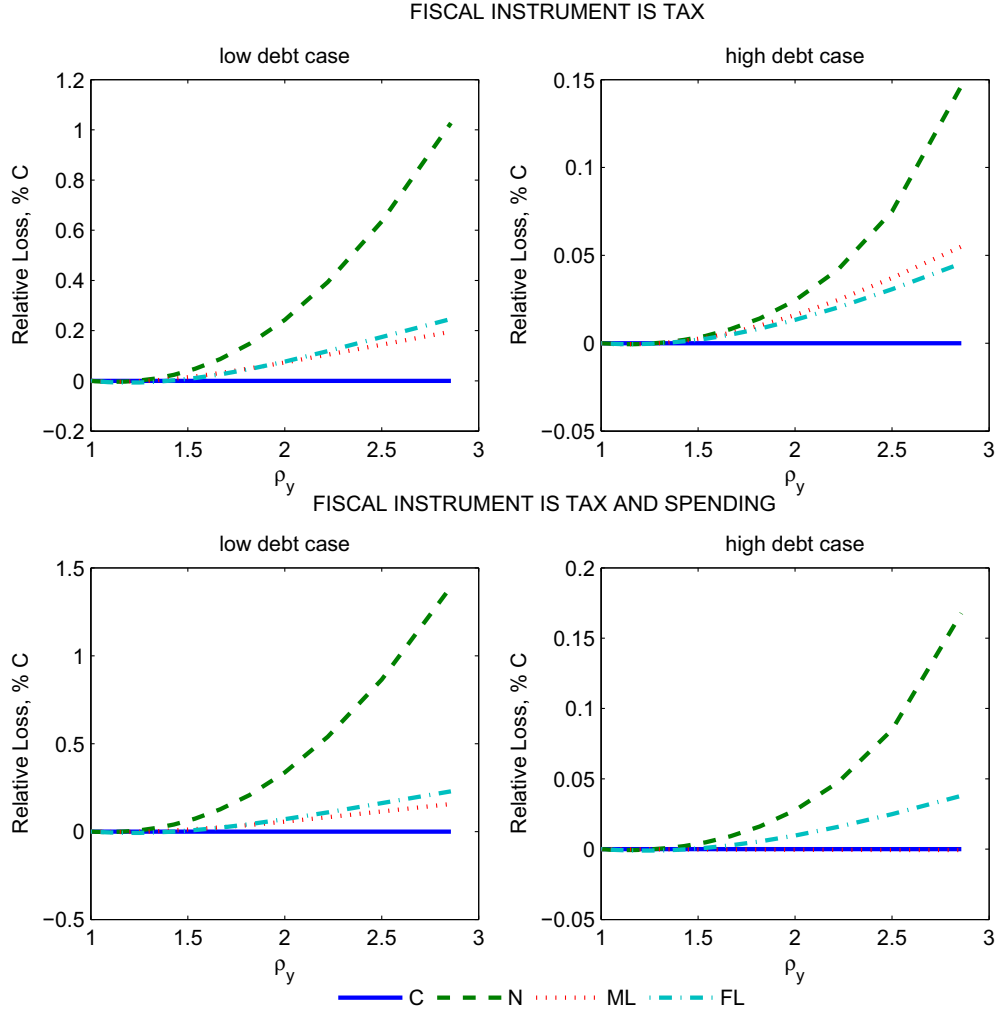 FISCAL INSTRUMENT IS TAX
low debt case
1.2
1
0.8
0.6
0.4
0.2
0
−0.2
Relative Loss, % C
1 1.5 2 2.5 3
ρy
high debt case
0.15
0.1
0.05
0
−0.05
Relative Loss, % C
1 1.5 2 2.5 3
ρy
FISCAL INSTRUMENT IS TAX AND SPENDING
low debt case
1.5
1
0.5
0
−0.5
Relative Loss, % C
1 1.5 2 2.5 3
ρy
high debt case
0.2
0.15
0.1
0.05
0
−0.05
Relative Loss, % C
1 1.5 2 2.5 3
ρy
C N ML FL